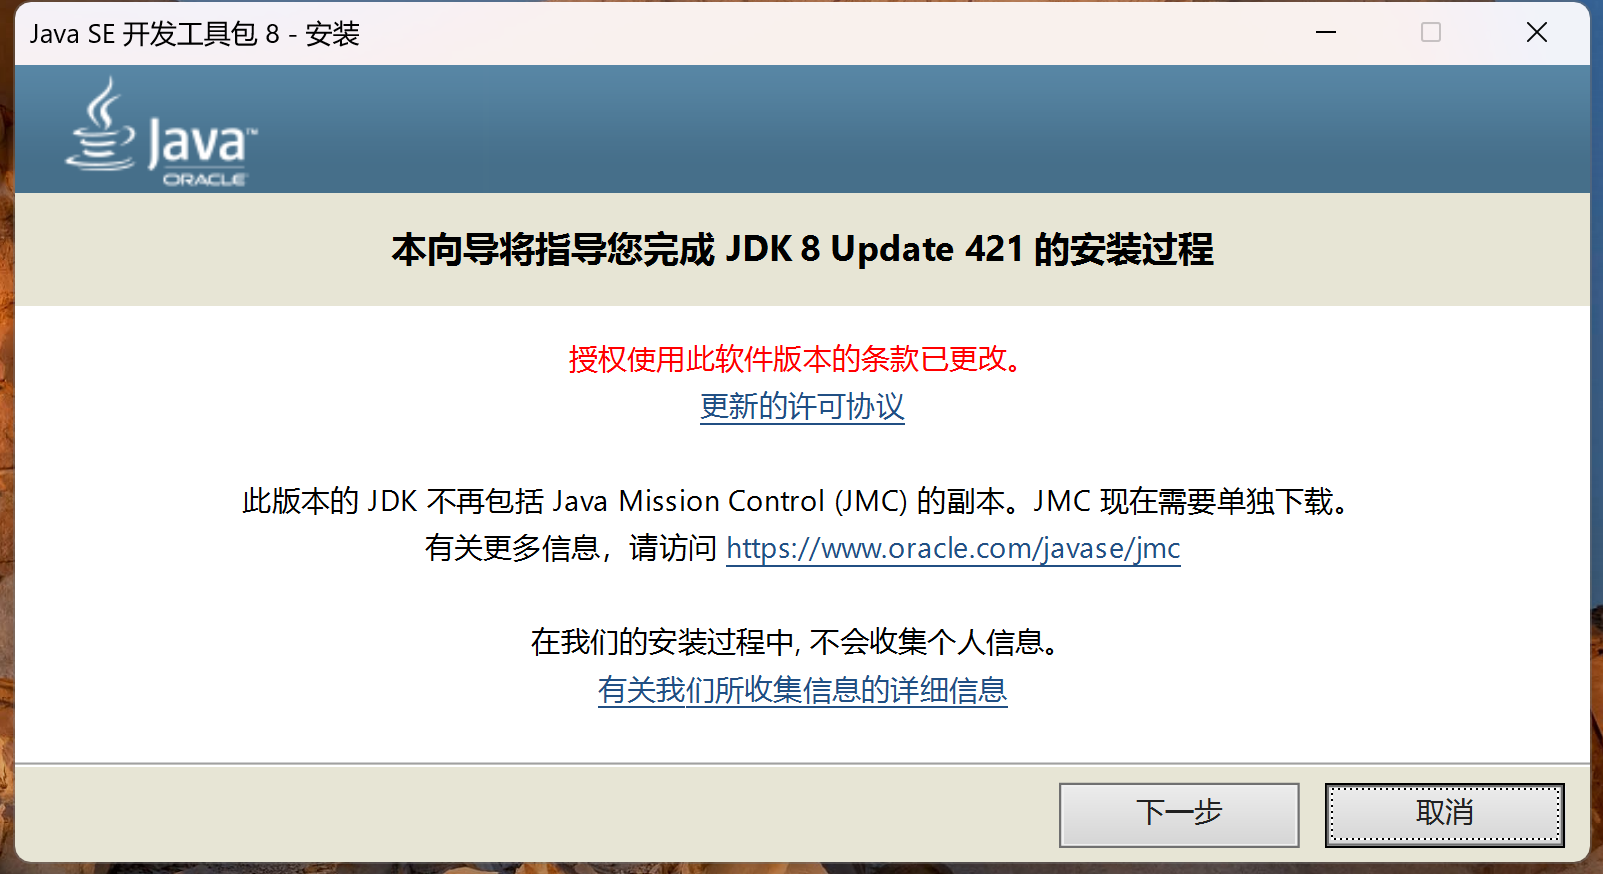 Java SE 开发工具包 8 - 安装
Java™
ORACLE
本向导将指导您完成 JDK 8 Update 421 的安装过程
授权使用此软件版本的条款已更改。
更新的许可协议
此版本的 JDK 不再包括 Java Mission Control (JMC) 的副本。JMC 现在需要单独下载。
有关更多信息，请访问 https://www.oracle.com/javase/jmc
在我们的安装过程中, 不会收集个人信息。
有关我们所收集信息的详细信息
下一步
取消